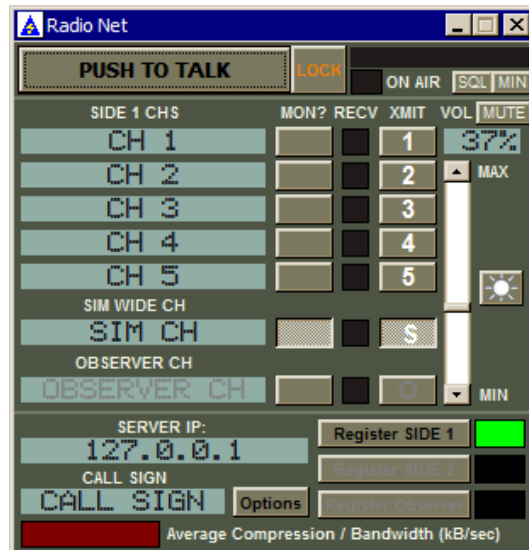 Radio Net
PUSH TO TALK LOCK ON AIR SQL MIN
SIDE 1 CHS MON? RECV XMIT VOL MUTE
CH 1 1 37%
CH 2 2 MAX
CH 3 3
CH 4 4
CH 5 5
SIM WIDE CH
SIM CH S
OBSERVER CH
OBSERVER CH O MIN
SERVER IP: Register SIDE 1
127.0.0.1
CALL SIGN Register SIDE 2
CALL SIGN Options Register Observer
Average Compression / Bandwidth (kB/sec)